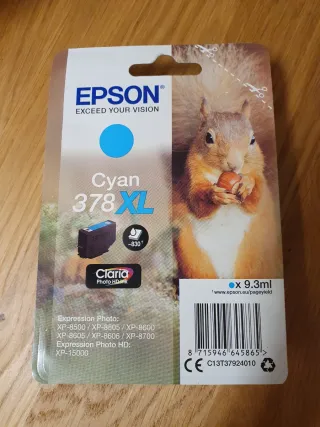 EPSON
EXCEED YOUR VISION
Cyan
378XL
~830*
Claria
Photo HD Ink
x 9.3ml
www.epson.eu/pageyield
Expression Photo:
XP-8500 / XP-8605 / XP-8600
XP-8505 / XP-8606 / XP-8700
Expression Photo HD:
XP-15000
8 715946 645865 >
CE C13T37924010